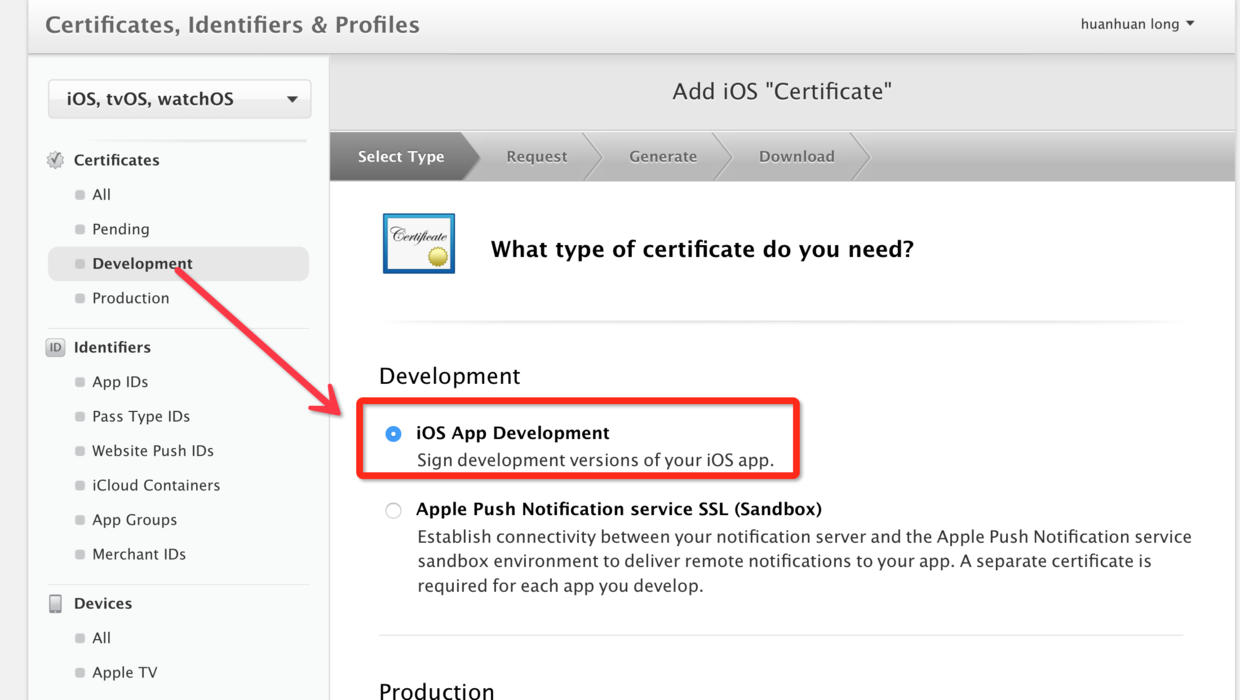 Certificates, Identifiers & Profiles
huanhuan long
iOS, tvOS, watchOS
Certificates
All
Pending
Development
Production
ID
Identifiers
App IDs
Pass Type IDs
Website Push IDs
iCloud Containers
App Groups
Merchant IDs
Devices
All
Apple TV
Add iOS "Certificate"
Select Type
Request
Generate
Download
Certificate
What type of certificate do you need?
Development
iOS App Development
Sign development versions of your iOS app.
Apple Push Notification service SSL (Sandbox)
Establish connectivity between your notification server and the Apple Push Notification service
sandbox environment to deliver remote notifications to your app. A separate certificate is
required for each app you develop.
Production